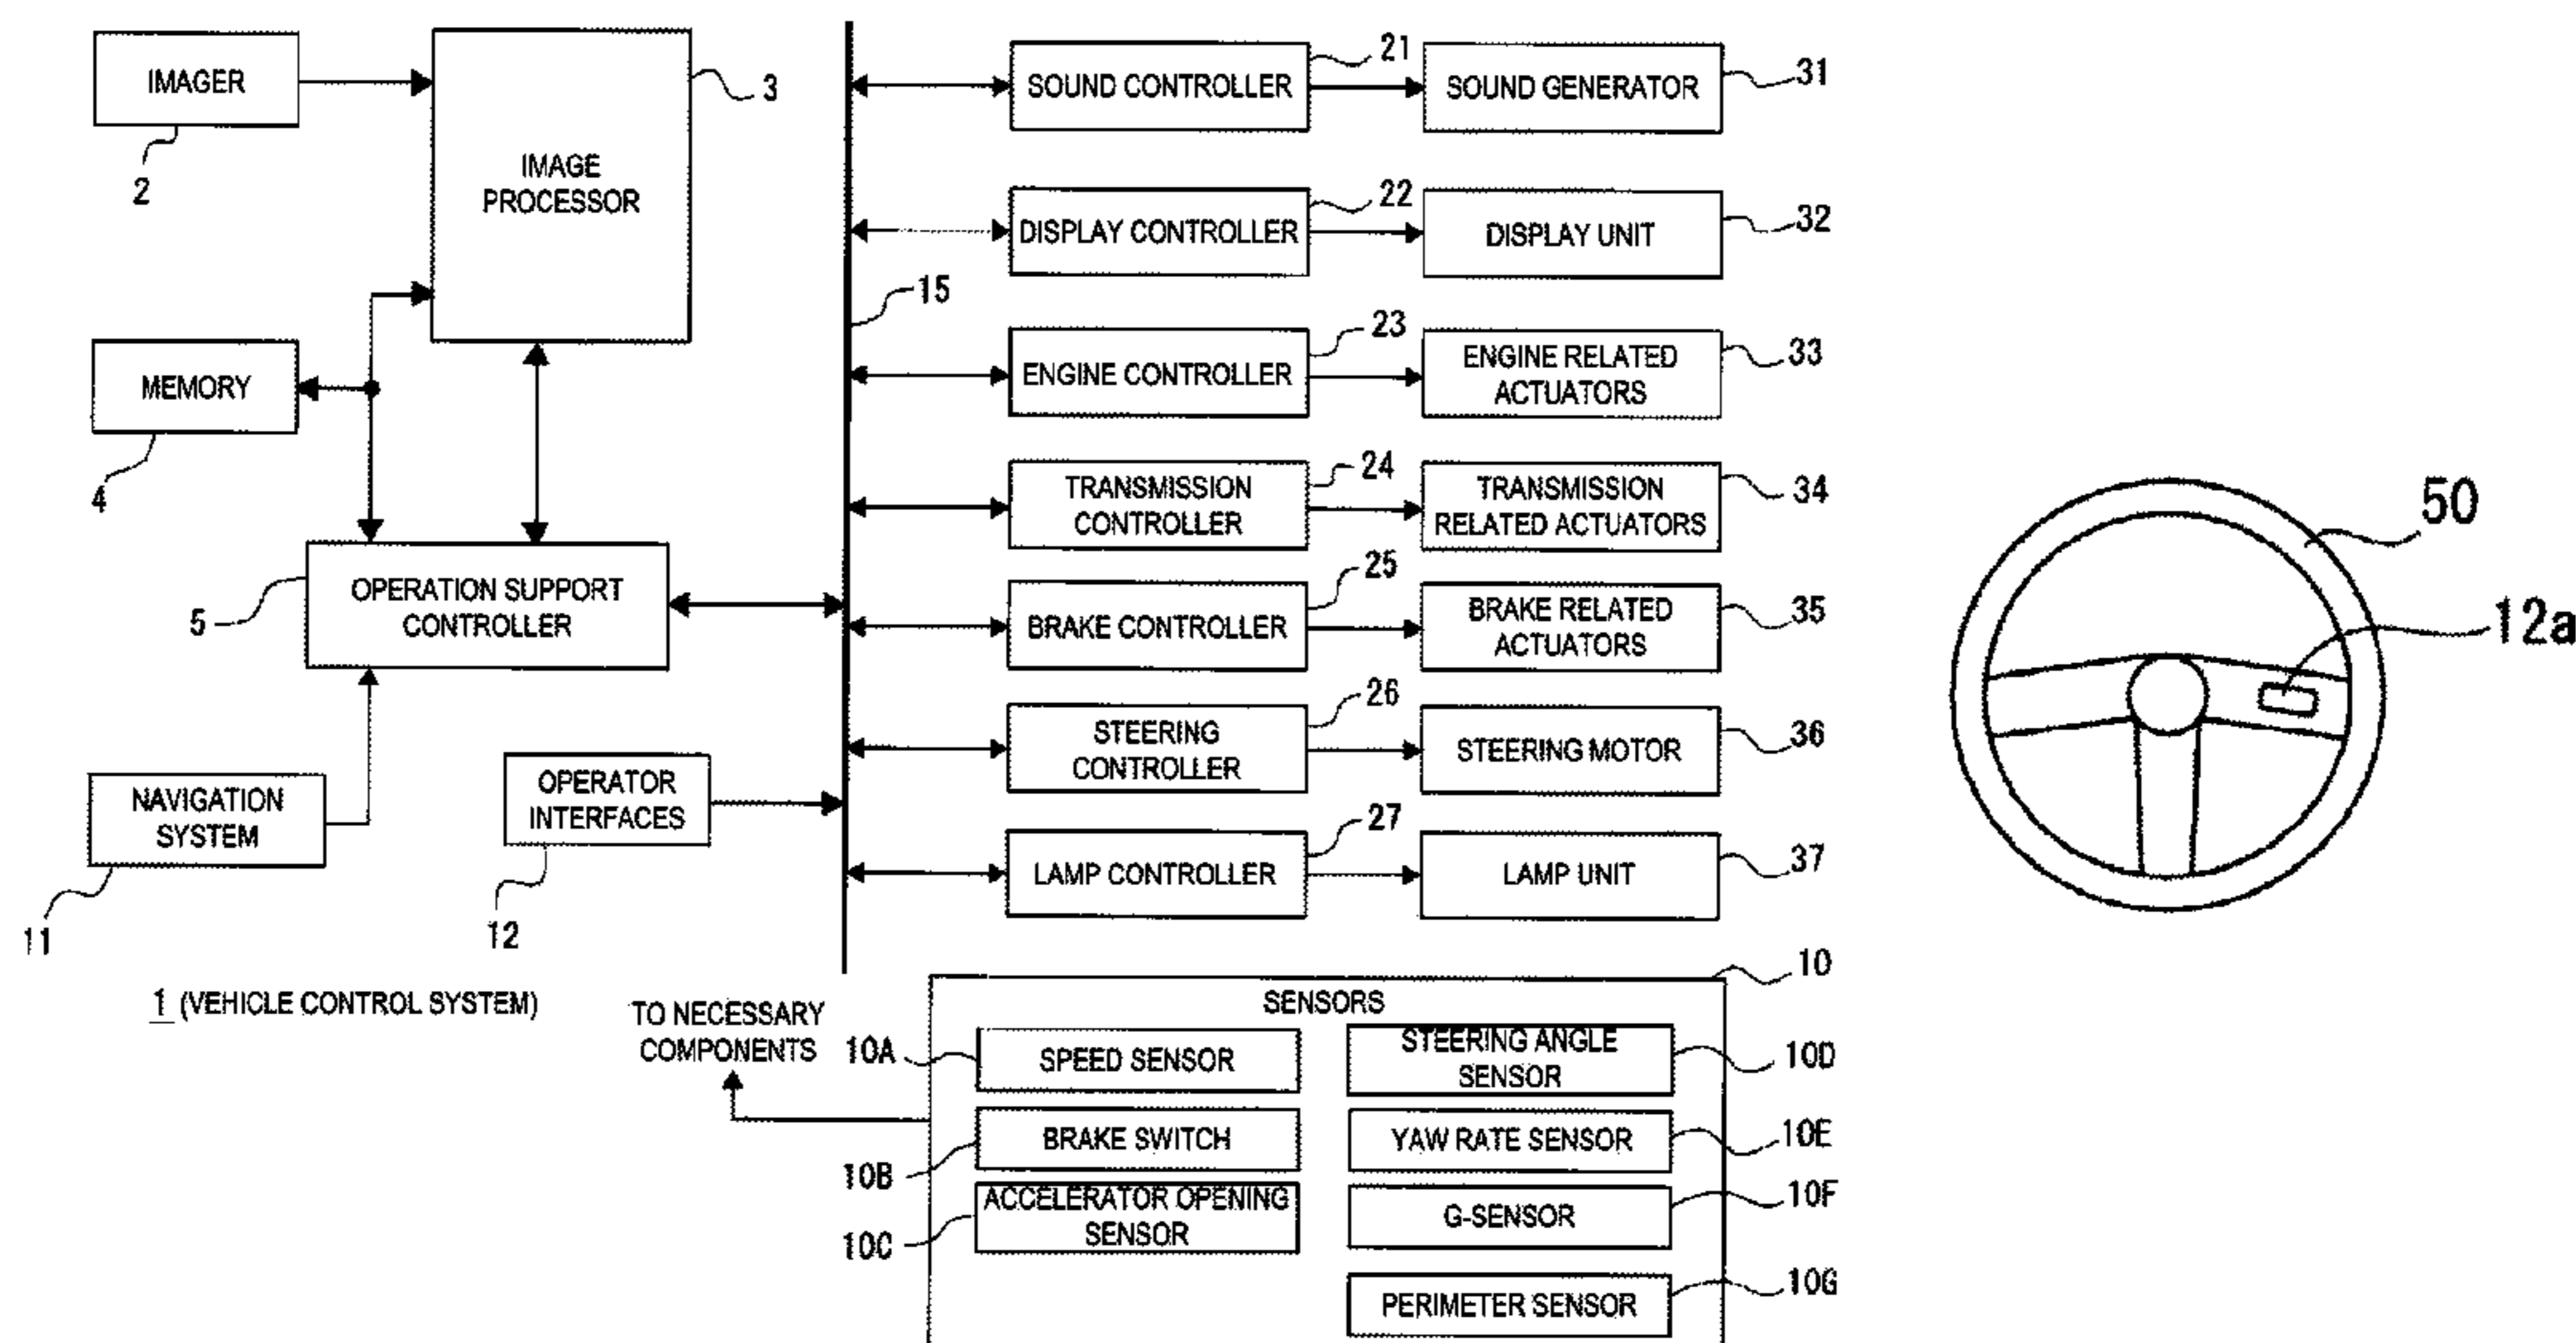 IMAGER
2
IMAGE
PROCESSOR
3
MEMORY
4
OPERATION SUPPORT
CONTROLLER
5
NAVIGATION
SYSTEM
11
OPERATOR
INTERFACES
12
1 (VEHICLE CONTROL SYSTEM)
15
SOUND CONTROLLER
21
SOUND GENERATOR
31
DISPLAY CONTROLLER
22
DISPLAY UNIT
32
ENGINE CONTROLLER
23
ENGINE RELATED
ACTUATORS
33
TRANSMISSION
CONTROLLER
24
TRANSMISSION
RELATED ACTUATORS
34
BRAKE CONTROLLER
25
BRAKE RELATED
ACTUATORS
35
STEERING
CONTROLLER
26
STEERING MOTOR
36
LAMP CONTROLLER
27
LAMP UNIT
37
50
12a
TO NECESSARY
COMPONENTS
10
SENSORS
10A
SPEED SENSOR
10B
BRAKE SWITCH
10C
ACCELERATOR OPENING
SENSOR
STEERING ANGLE
SENSOR
10D
YAW RATE SENSOR
10E
G-SENSOR
10F
PERIMETER SENSOR
10G